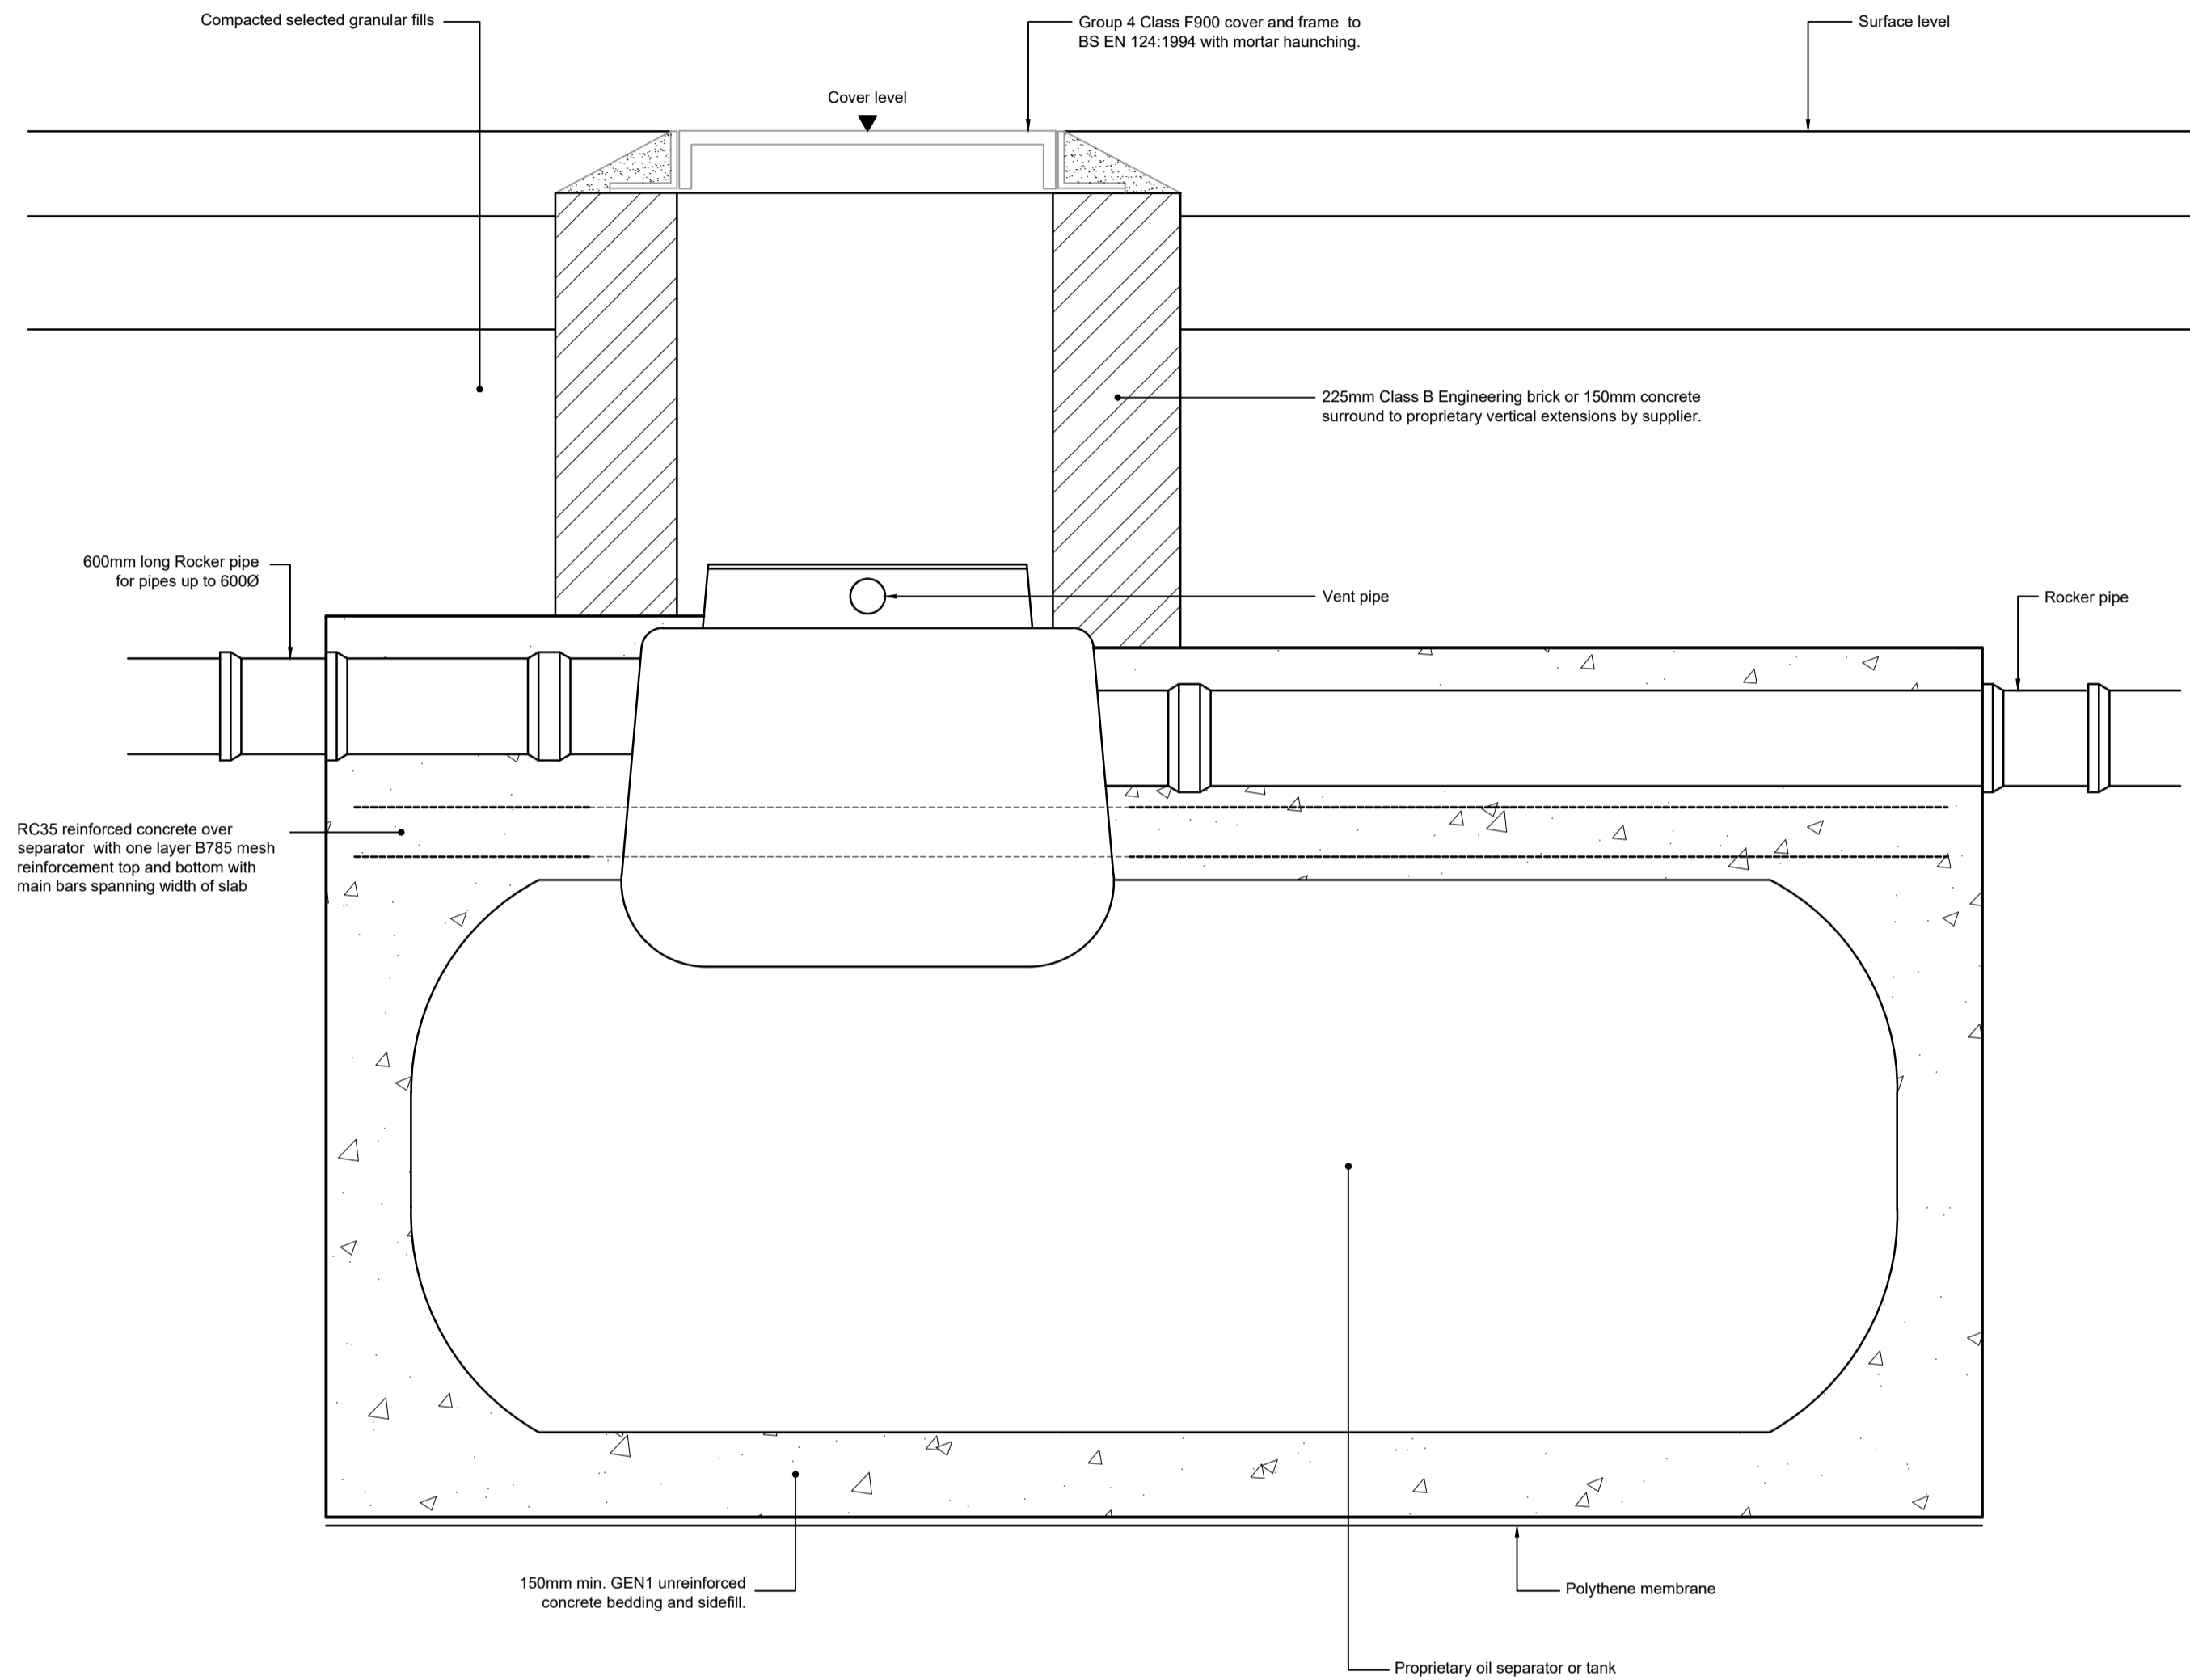 Compacted selected granular fills
Group 4 Class F900 cover and frame  to
BS EN 124:1994 with mortar haunching.
Surface level
Cover level
225mm Class B Engineering brick or 150mm concrete
surround to proprietary vertical extensions by supplier.
600mm long Rocker pipe
for pipes up to 600Ø
Vent pipe
Rocker pipe
RC35 reinforced concrete over
separator  with one layer B785 mesh
reinforcement top and bottom with
main bars spanning width of slab
150mm min. GEN1 unreinforced
concrete bedding and sidefill.
Polythene membrane
Proprietary oil separator or tank